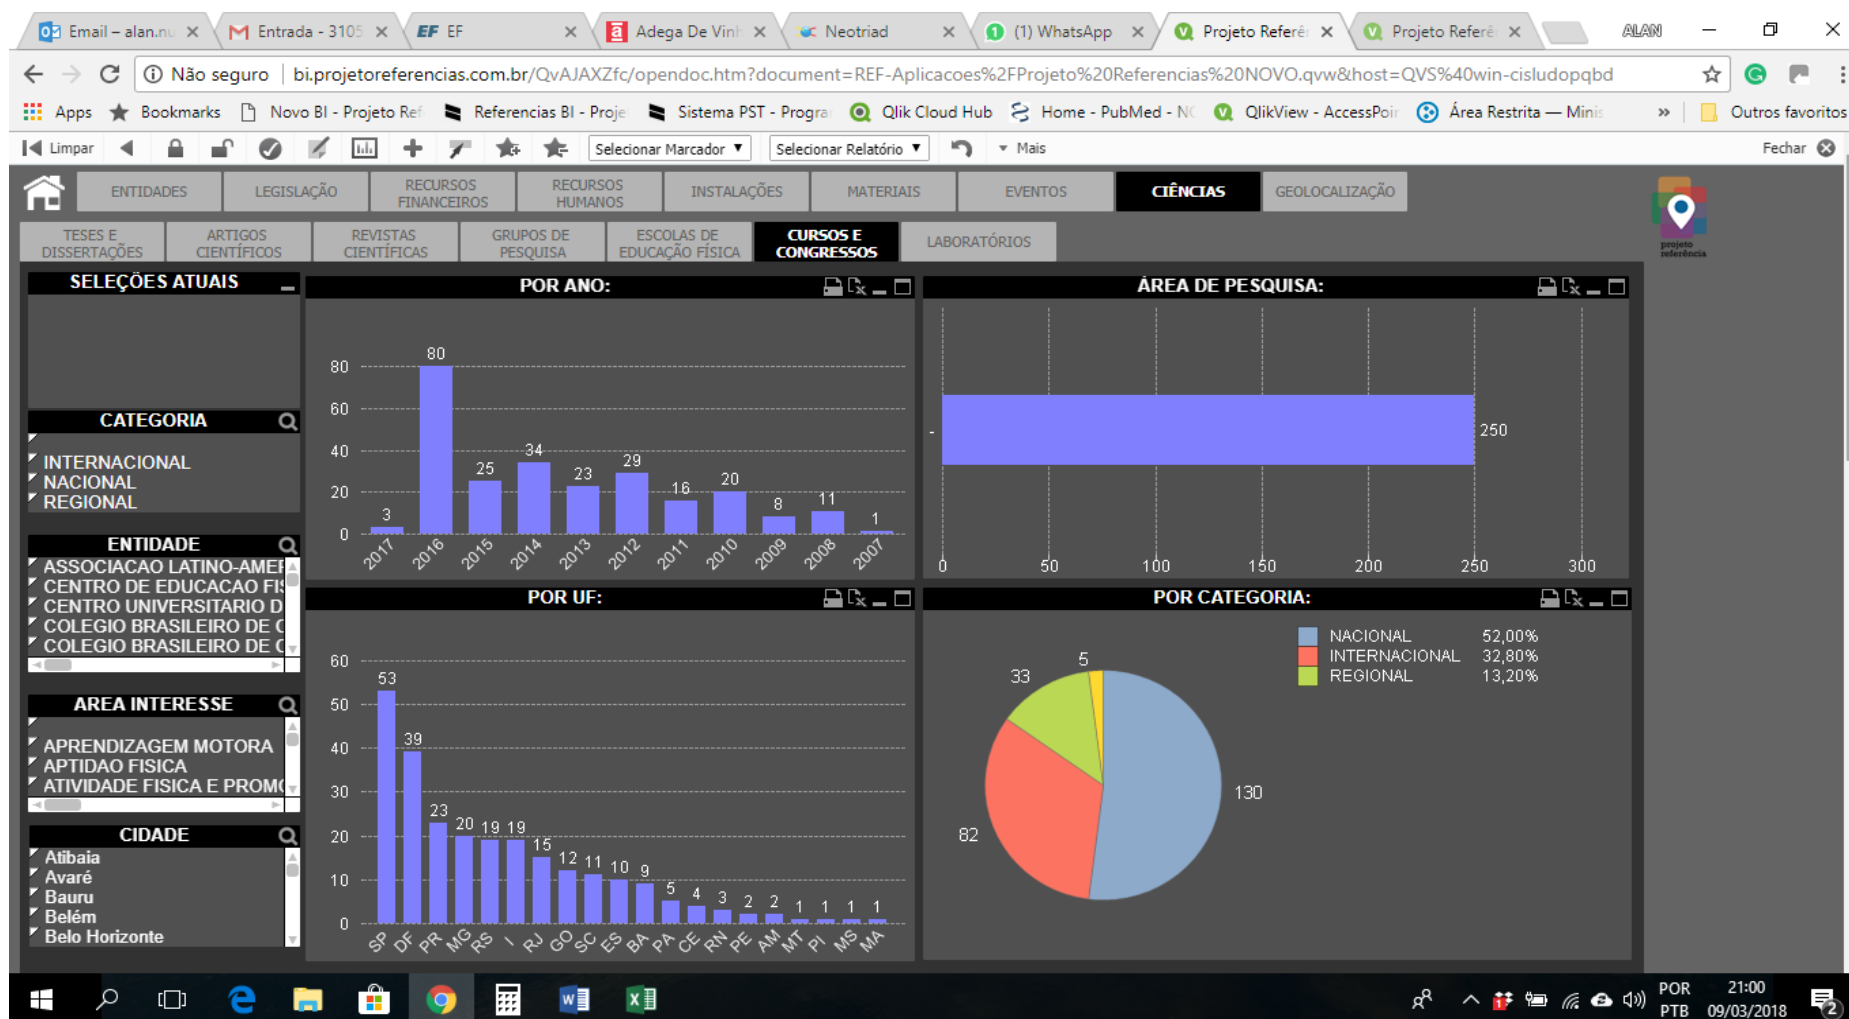 Email – alan.nu
Entrada - 3105
EF EF
Adega De Vinh
Neotriad
(1) WhatsApp
Projeto Referê
Projeto Referê
ALAN
Não seguro
bi.projetoreferencias.com.br/QvAJAXZfc/opendoc.htm?document=REF-Aplicacoes%2FProjeto%20Referencias%20NOVO.qvw&host=QVS%40win-cisludopqbd
Apps
Bookmarks
Novo BI - Projeto Ref
Referencias BI - Proje
Sistema PST - Progra
Qlik Cloud Hub
Home - PubMed - NC
QlikView - AccessPoin
Área Restrita — Minis
»
Outros favoritos
Limpar
Selecionar Marcador
Selecionar Relatório
Mais
Fechar
ENTIDADES
LEGISLAÇÃO
RECURSOS
FINANCEIROS
RECURSOS
HUMANOS
INSTALAÇÕES
MATERIAIS
EVENTOS
CIÊNCIAS
GEOLOCALIZAÇÃO
projeto
referência
TESES E
DISSERTAÇÕES
ARTIGOS
CIENTÍFICOS
REVISTAS
CIENTÍFICAS
GRUPOS DE
PESQUISA
ESCOLAS DE
EDUCAÇÃO FÍSICA
CURSOS E
CONGRESSOS
LABORATÓRIOS
SELEÇÕES ATUAIS
CATEGORIA
INTERNACIONAL
NACIONAL
REGIONAL
ENTIDADE
ASSOCIACAO LATINO-AMER
CENTRO DE EDUCACAO FIS
CENTRO UNIVERSITARIO D
COLEGIO BRASILEIRO DE C
COLEGIO BRASILEIRO DE C
AREA INTERESSE
APRENDIZAGEM MOTORA
APTIDAO FISICA
ATIVIDADE FISICA E PROMO
CIDADE
Atibaia
Avaré
Bauru
Belém
Belo Horizonte
POR ANO:
80
60
40
20
0
3
80
25
34
23
29
16
20
8
11
1
2017
2016
2015
2014
2013
2012
2011
2010
2009
2008
2007
ÁREA DE PESQUISA:
-
250
0
50
100
150
200
250
300
POR UF:
60
50
40
30
20
10
0
53
39
23
20
19
19
15
12
11
10
9
5
4
3
2
2
1
1
1
1
SP
DF
PR
MG
RS
I
RJ
GO
SC
ES
BA
PA
CE
RN
PE
AM
MT
PI
MS
MA
POR CATEGORIA:
NACIONAL 52,00%
INTERNACIONAL 32,80%
REGIONAL 13,20%
5
33
130
82
POR
PTB
21:00
09/03/2018
2